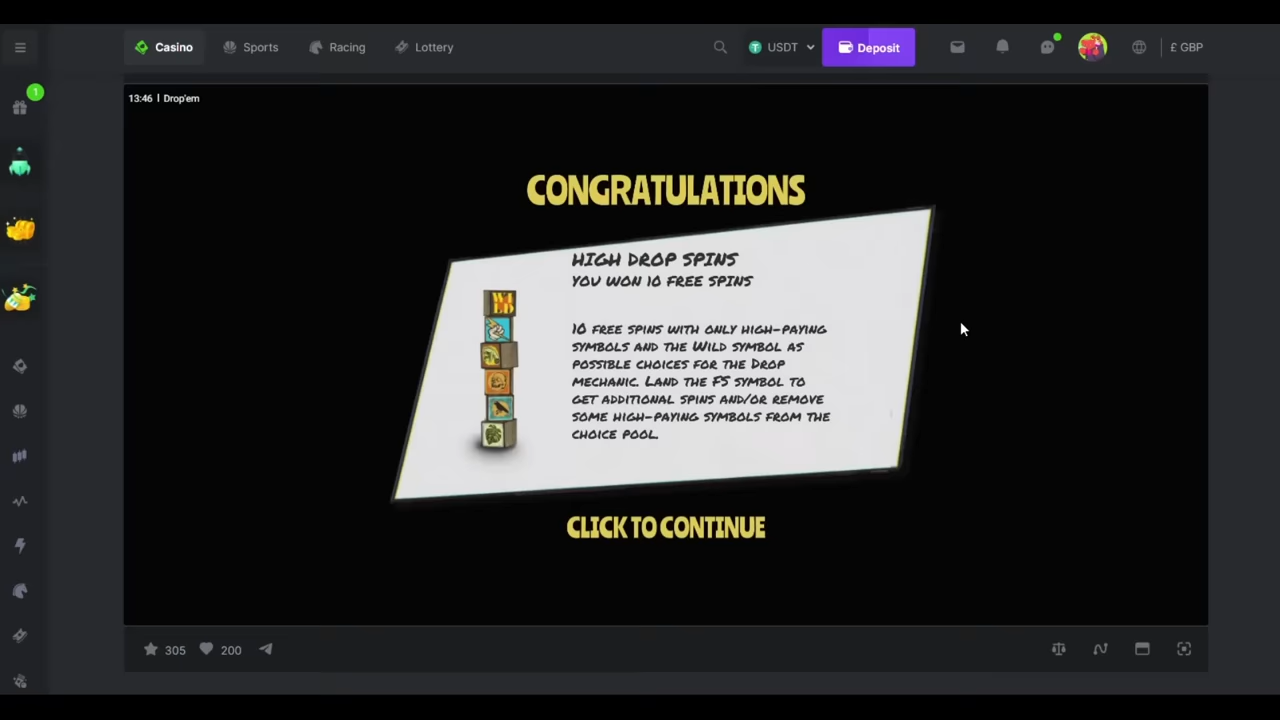 Casino Sports Racing Lottery USDT Deposit £ GBP
1
13:46 | Drop'em
CONGRATULATIONS
HIGH DROP SPINS
YOU WON 10 FREE SPINS
10 FREE SPINS WITH ONLY HIGH-PAYING
SYMBOLS AND THE WILD SYMBOL AS
POSSIBLE CHOICES FOR THE DROP
MECHANIC. LAND THE FS SYMBOL TO
GET ADDITIONAL SPINS AND/OR REMOVE
SOME HIGH-PAYING SYMBOLS FROM THE
CHOICE POOL.
WILD
CLICK TO CONTINUE
305 200